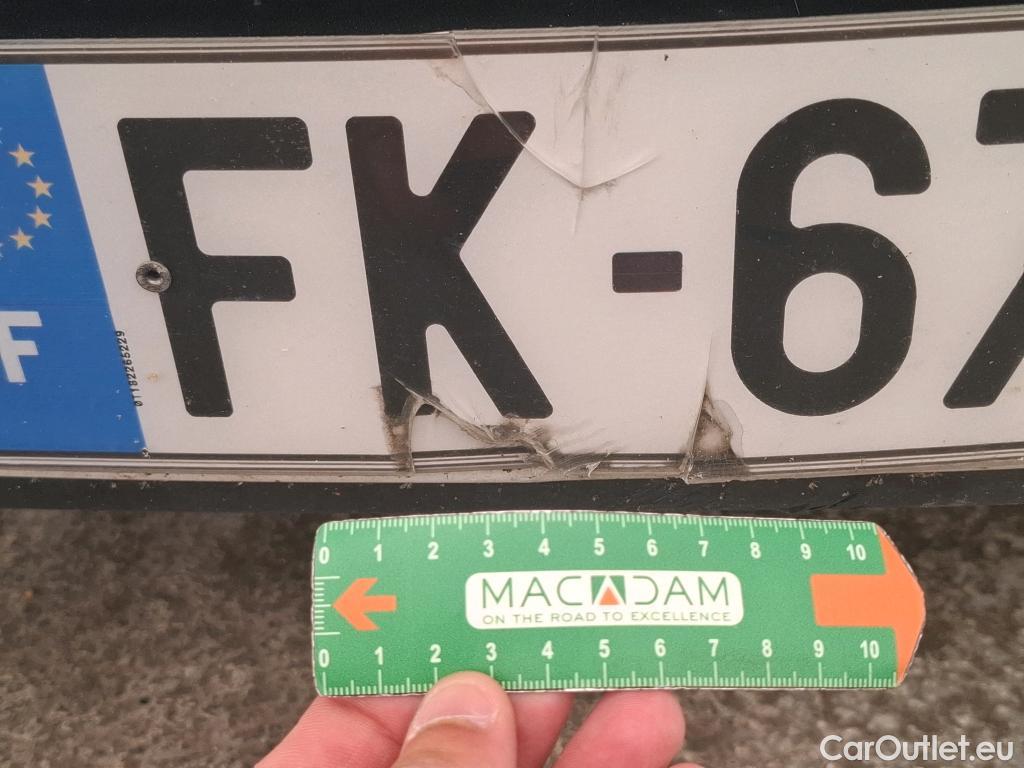 FK-67
F
01182265229
0 1 2 3 4 5 6 7 8 9 10
MACADAM
ON THE ROAD TO EXCELLENCE
0 1 2 3 4 5 6 7 8 9 10
CarOutlet.eu